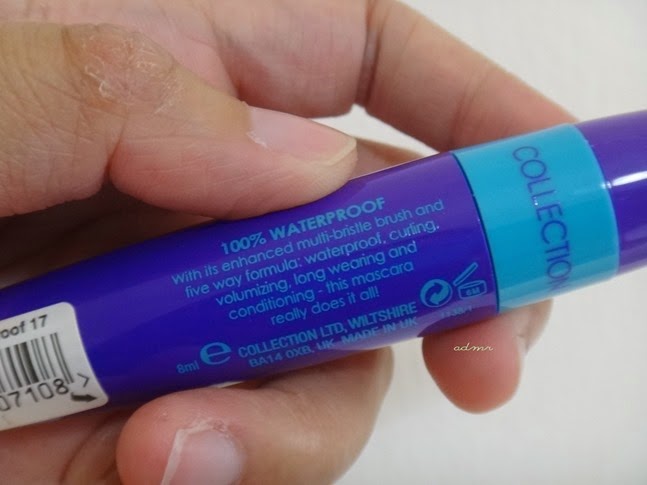 100% WATERPROOF
With its enhanced multi-bristle brush and
five way formula: waterproof, curling,
volumizing, long wearing and
conditioning - this mascara
really does it all!
8ml e COLLECTION LTD, WILTSHIRE
BA14 0XB, UK. MADE IN UK
COLLECTION
oof 17
07108 >
admr